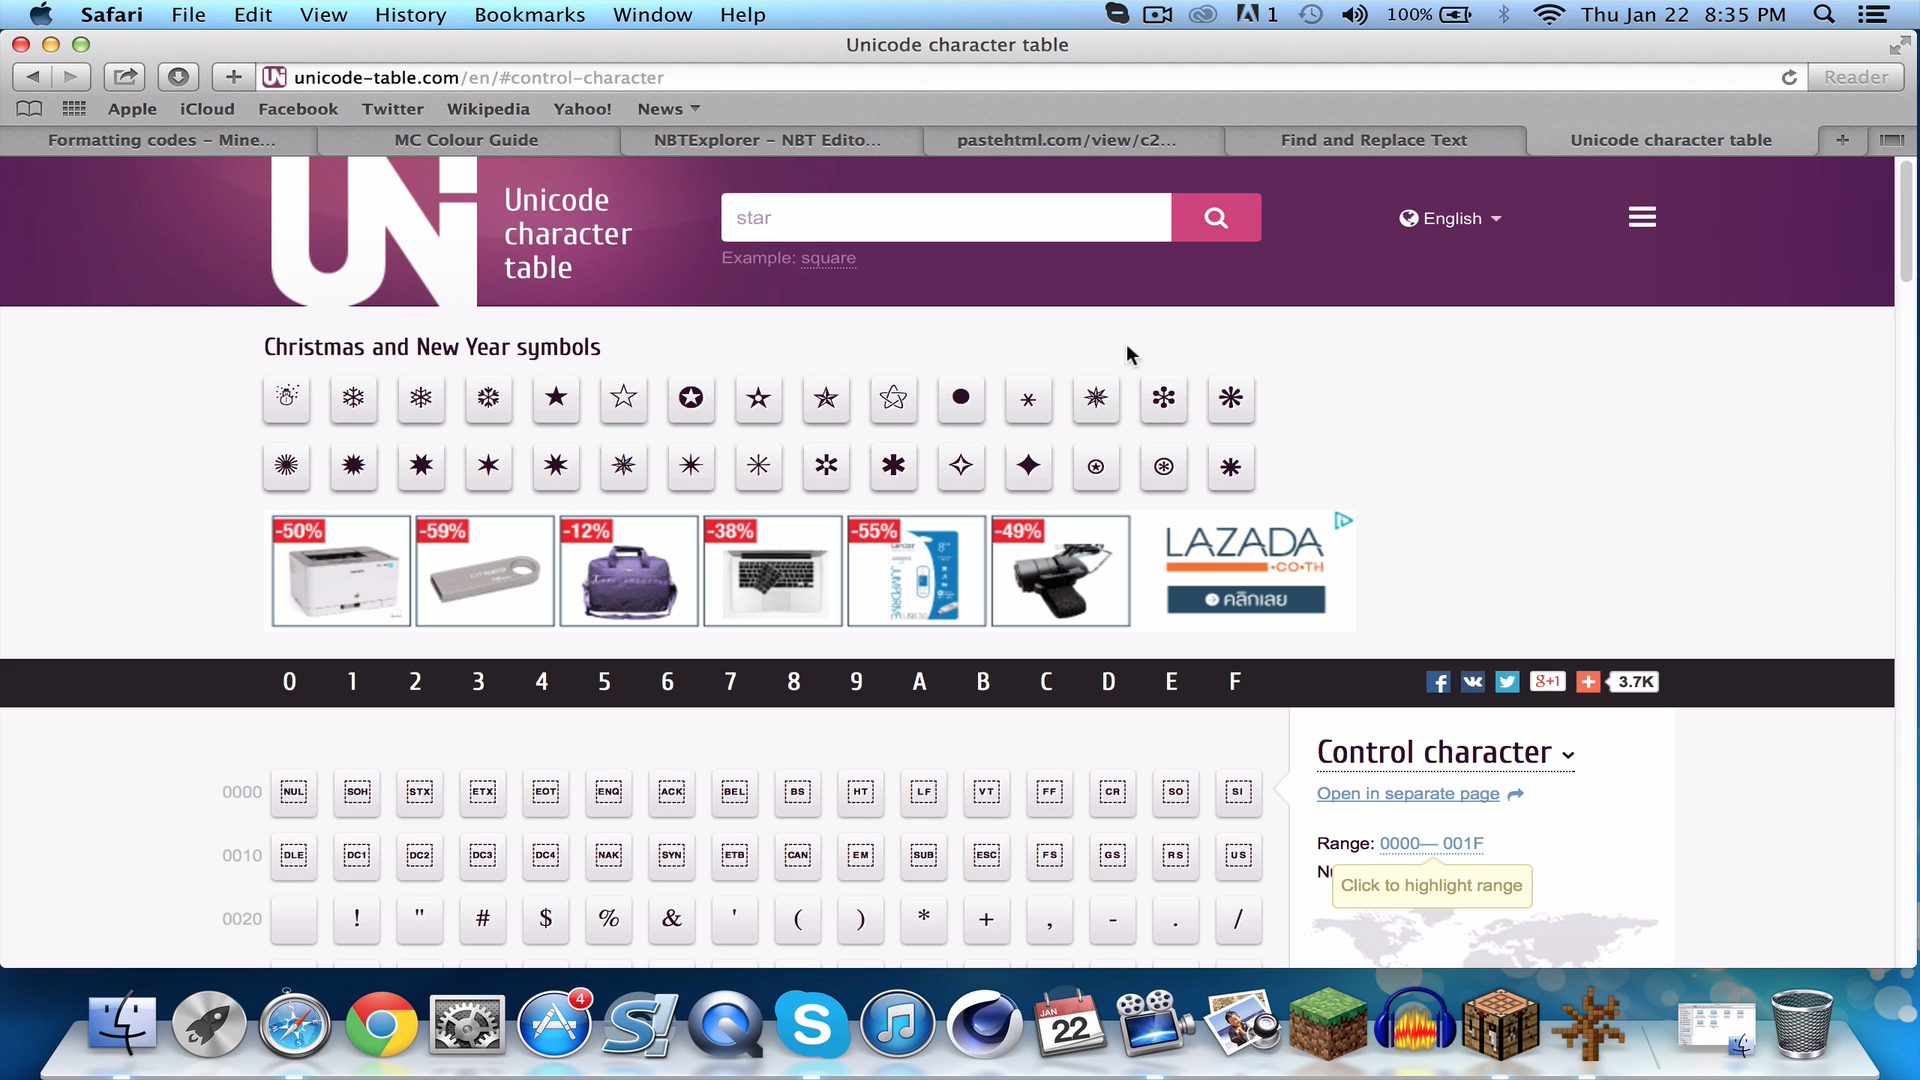 Safari File Edit View History Bookmarks Window Help 1 100% Thu Jan 22 8:35 PM
Unicode character table
unicode-table.com/en/#control-character Reader
Apple iCloud Facebook Twitter Wikipedia Yahoo! News
Formatting codes – Mine... MC Colour Guide NBTExplorer – NBT Edito... pastehtml.com/view/c2... Find and Replace Text Unicode character table
UNi
Unicode
character
table
star
Example: square
English
Christmas and New Year symbols
-50% -59% -12% -38% -55% -49%
LAZADA
.CO.TH
คลิกเลย
0 1 2 3 4 5 6 7 8 9 A B C D E F
g+1 3.7K
Control character
Open in separate page
0000 NUL SOH STX ETX EOT ENQ ACK BEL BS HT LF VT FF CR SO SI
Range: 0000— 001F
0010 DLE DC1 DC2 DC3 DC4 NAK SYN ETB CAN EM SUB ESC FS GS RS US
Click to highlight range
0020 ! " # $ % & ' ( ) * + , - . /
4
JAN
22